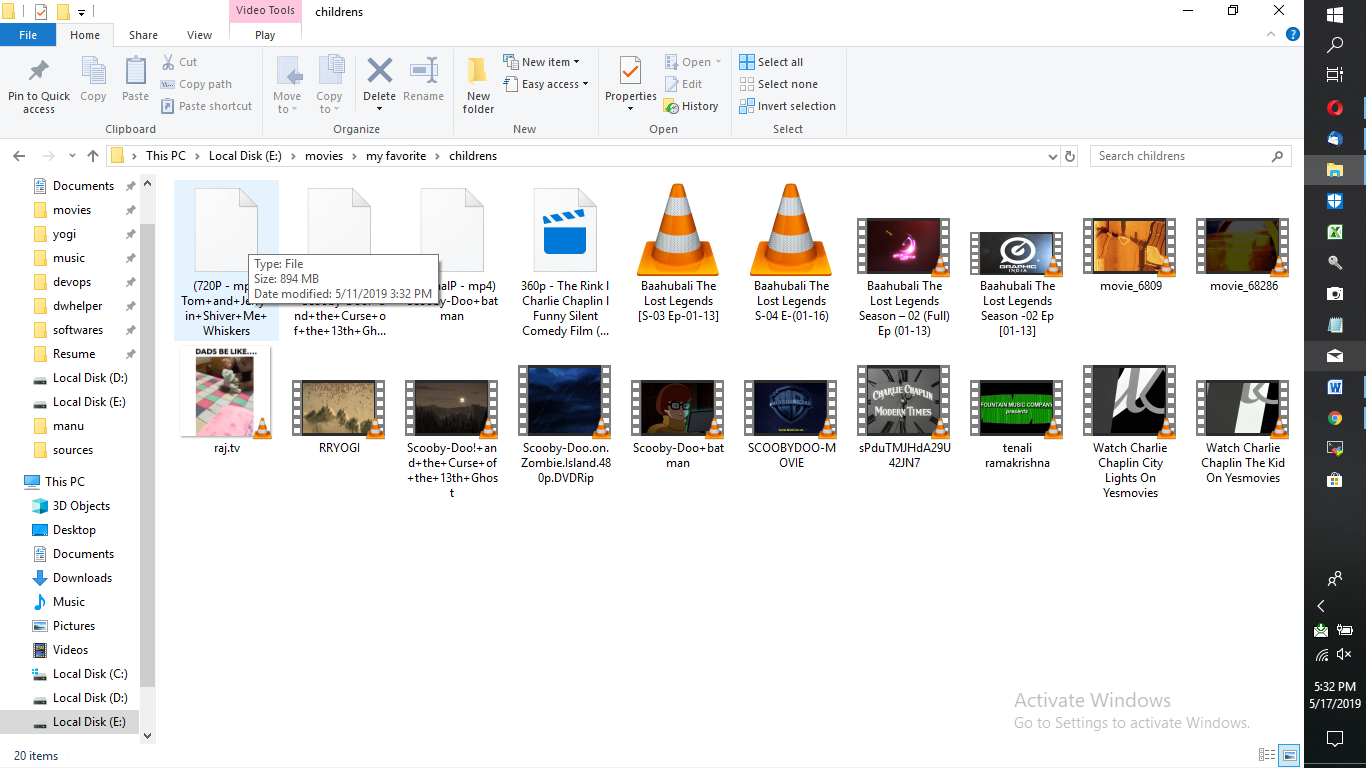 Video Tools
childrens
File
Home
Share
View
Play
Pin to Quick
access
Copy
Paste
Cut
Copy path
Paste shortcut
Clipboard
Move
to
Copy
to
Delete
Rename
Organize
New
folder
New item
Easy access
New
Properties
Open
Edit
History
Open
Select all
Select none
Invert selection
Select
This PC
Local Disk (E:)
movies
my favorite
childrens
Search childrens
Documents
movies
yogi
music
devops
dwhelper
softwares
Resume
Local Disk (D:)
Local Disk (E:)
manu
sources
This PC
3D Objects
Desktop
Documents
Downloads
Music
Pictures
Videos
Local Disk (C:)
Local Disk (D:)
Local Disk (E:)
(720P - mp
Tom+and+Je
in+Shiver+Me+
Whiskers
Type: File
Size: 894 MB
Date modified: 5/11/2019 3:32 PM
nd+the+Curse+o
f+the+13th+Gh...
alP - mp4)
ooby-Doo+bat
man
360p - The Rink I
Charlie Chaplin I
Funny Silent
Comedy Film (...
Baahubali The
Lost Legends
[S-03 Ep-01-13]
Baahubali The
Lost Legends
S-04 E-(01-16)
Baahubali The
Lost Legends
Season – 02 (Full)
Ep (01-13)
GRAPHIC
INDIA
Baahubali The
Lost Legends
Season -02 Ep
[01-13]
movie_6809
movie_68286
DADS BE LIKE....
raj.tv
RRYOGI
Scooby-Doo!+an
d+the+Curse+of
+the+13th+Ghos
t
Scooby-Doo.on.
Zombie.Island.48
0p.DVDRip
Scooby-Doo+bat
man
SCOOBYDOO-M
OVIE
CHARLIE CHAPLIN
MODERN TIMES
sPduTMJHdA29U
42JN7
FOUNTAIN MUSIC COMPANY
presents
tenali
ramakrishna
Watch Charlie
Chaplin City
Lights On
Yesmovies
Watch Charlie
Chaplin The Kid
On Yesmovies
Activate Windows
Go to Settings to activate Windows.
20 items
5:32 PM
5/17/2019